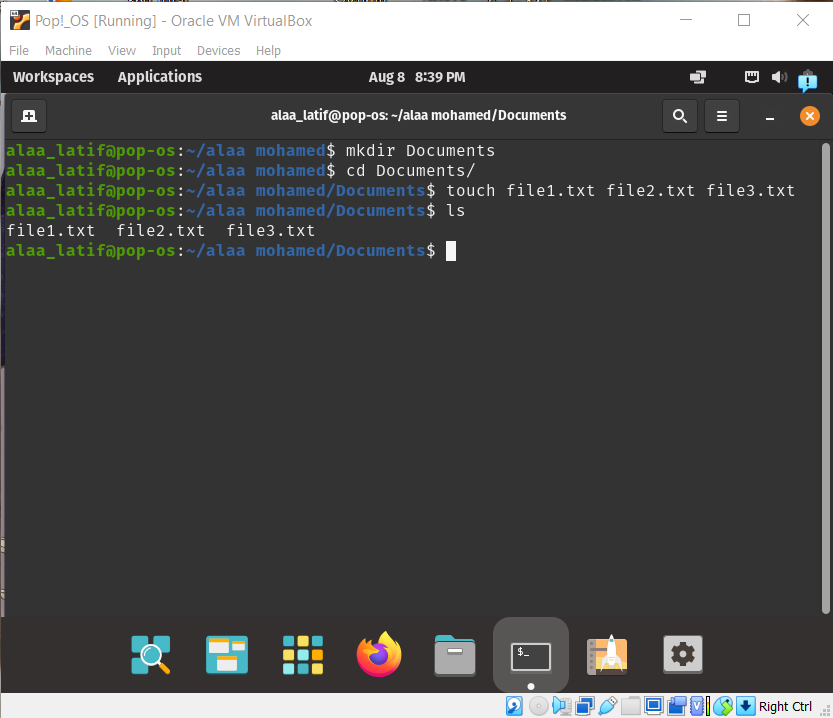 Pop!_OS [Running] - Oracle VM VirtualBox
File Machine View Input Devices Help
Workspaces Applications Aug 8 8:39 PM
alaa_latif@pop-os: ~/alaa mohamed/Documents
alaa_latif@pop-os:~/alaa mohamed$ mkdir Documents
alaa_latif@pop-os:~/alaa mohamed$ cd Documents/
alaa_latif@pop-os:~/alaa mohamed/Documents$ touch file1.txt file2.txt file3.txt
alaa_latif@pop-os:~/alaa mohamed/Documents$ ls
file1.txt  file2.txt  file3.txt
alaa_latif@pop-os:~/alaa mohamed/Documents$
$_
Right Ctrl